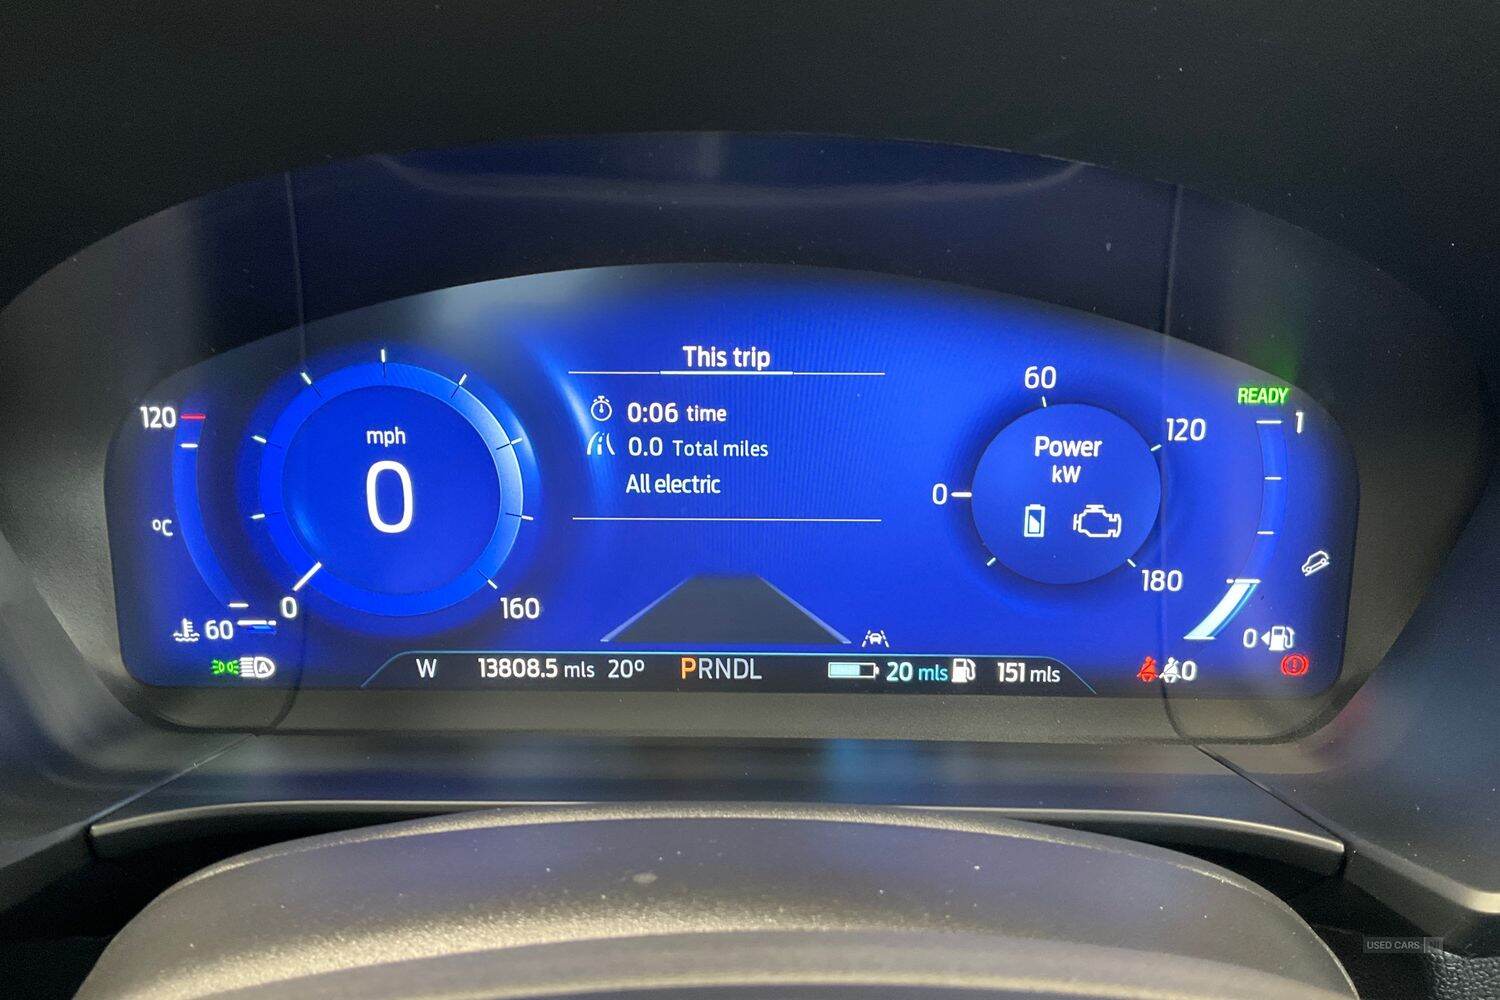 This trip
0:06 time
0.0 Total miles
All electric
mph
0
0
160
120
°C
60
60
120
180
0
Power
kW
READY
1
0
A
W 13808.5 mls 20° PRNDL 20 mls 151 mls
0
USED CARS NI